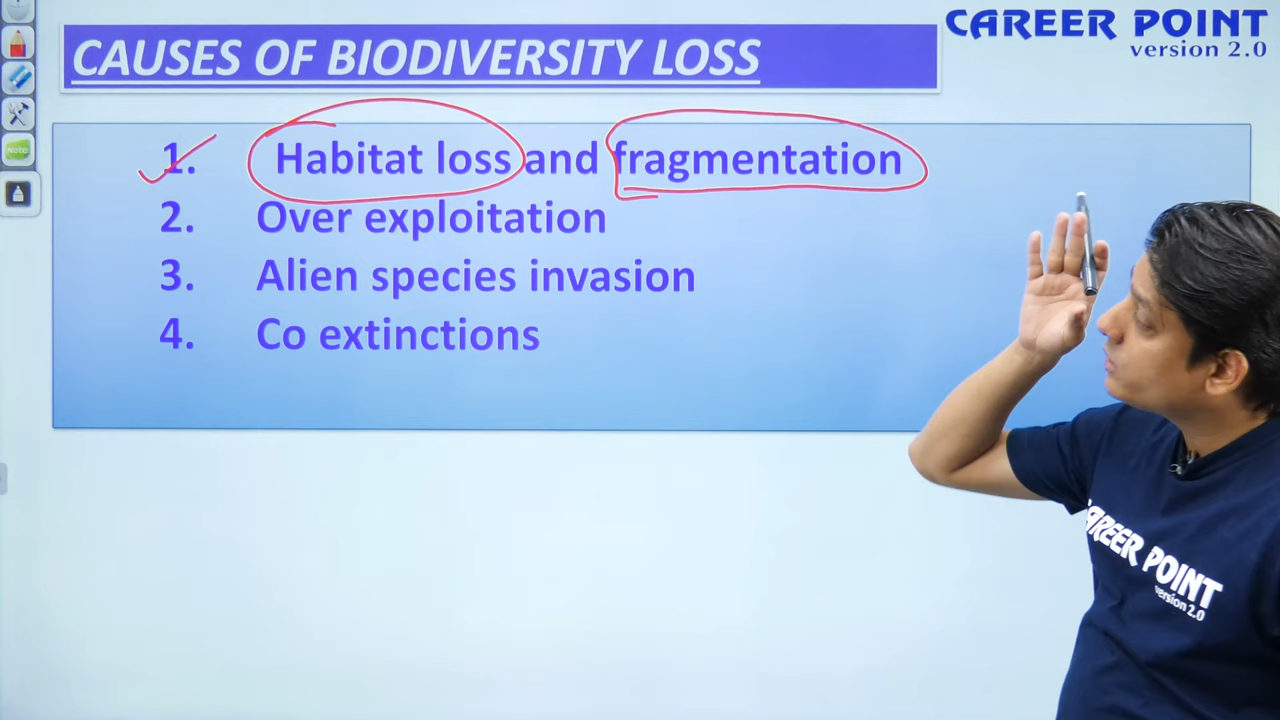 CAUSES OF BIODIVERSITY LOSS
CAREER POINT
version 2.0
1. Habitat loss and fragmentation
2. Over exploitation
3. Alien species invasion
4. Co extinctions
Note
CAREER POINT
version 2.0